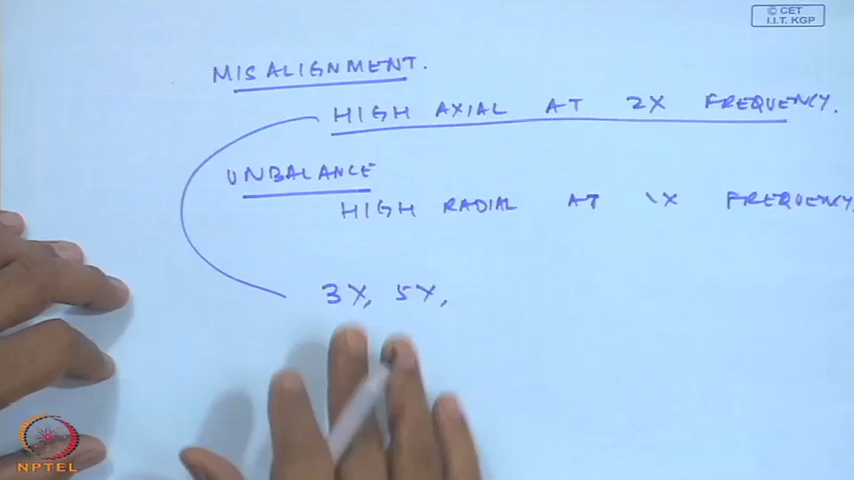 © CET
I.I.T. KGP
MISALIGNMENT.
HIGH AXIAL AT 2X FREQUENCY.
UNBALANCE
HIGH RADIAL AT 1X FREQUENCY.
3X, 5X,
NPTEL